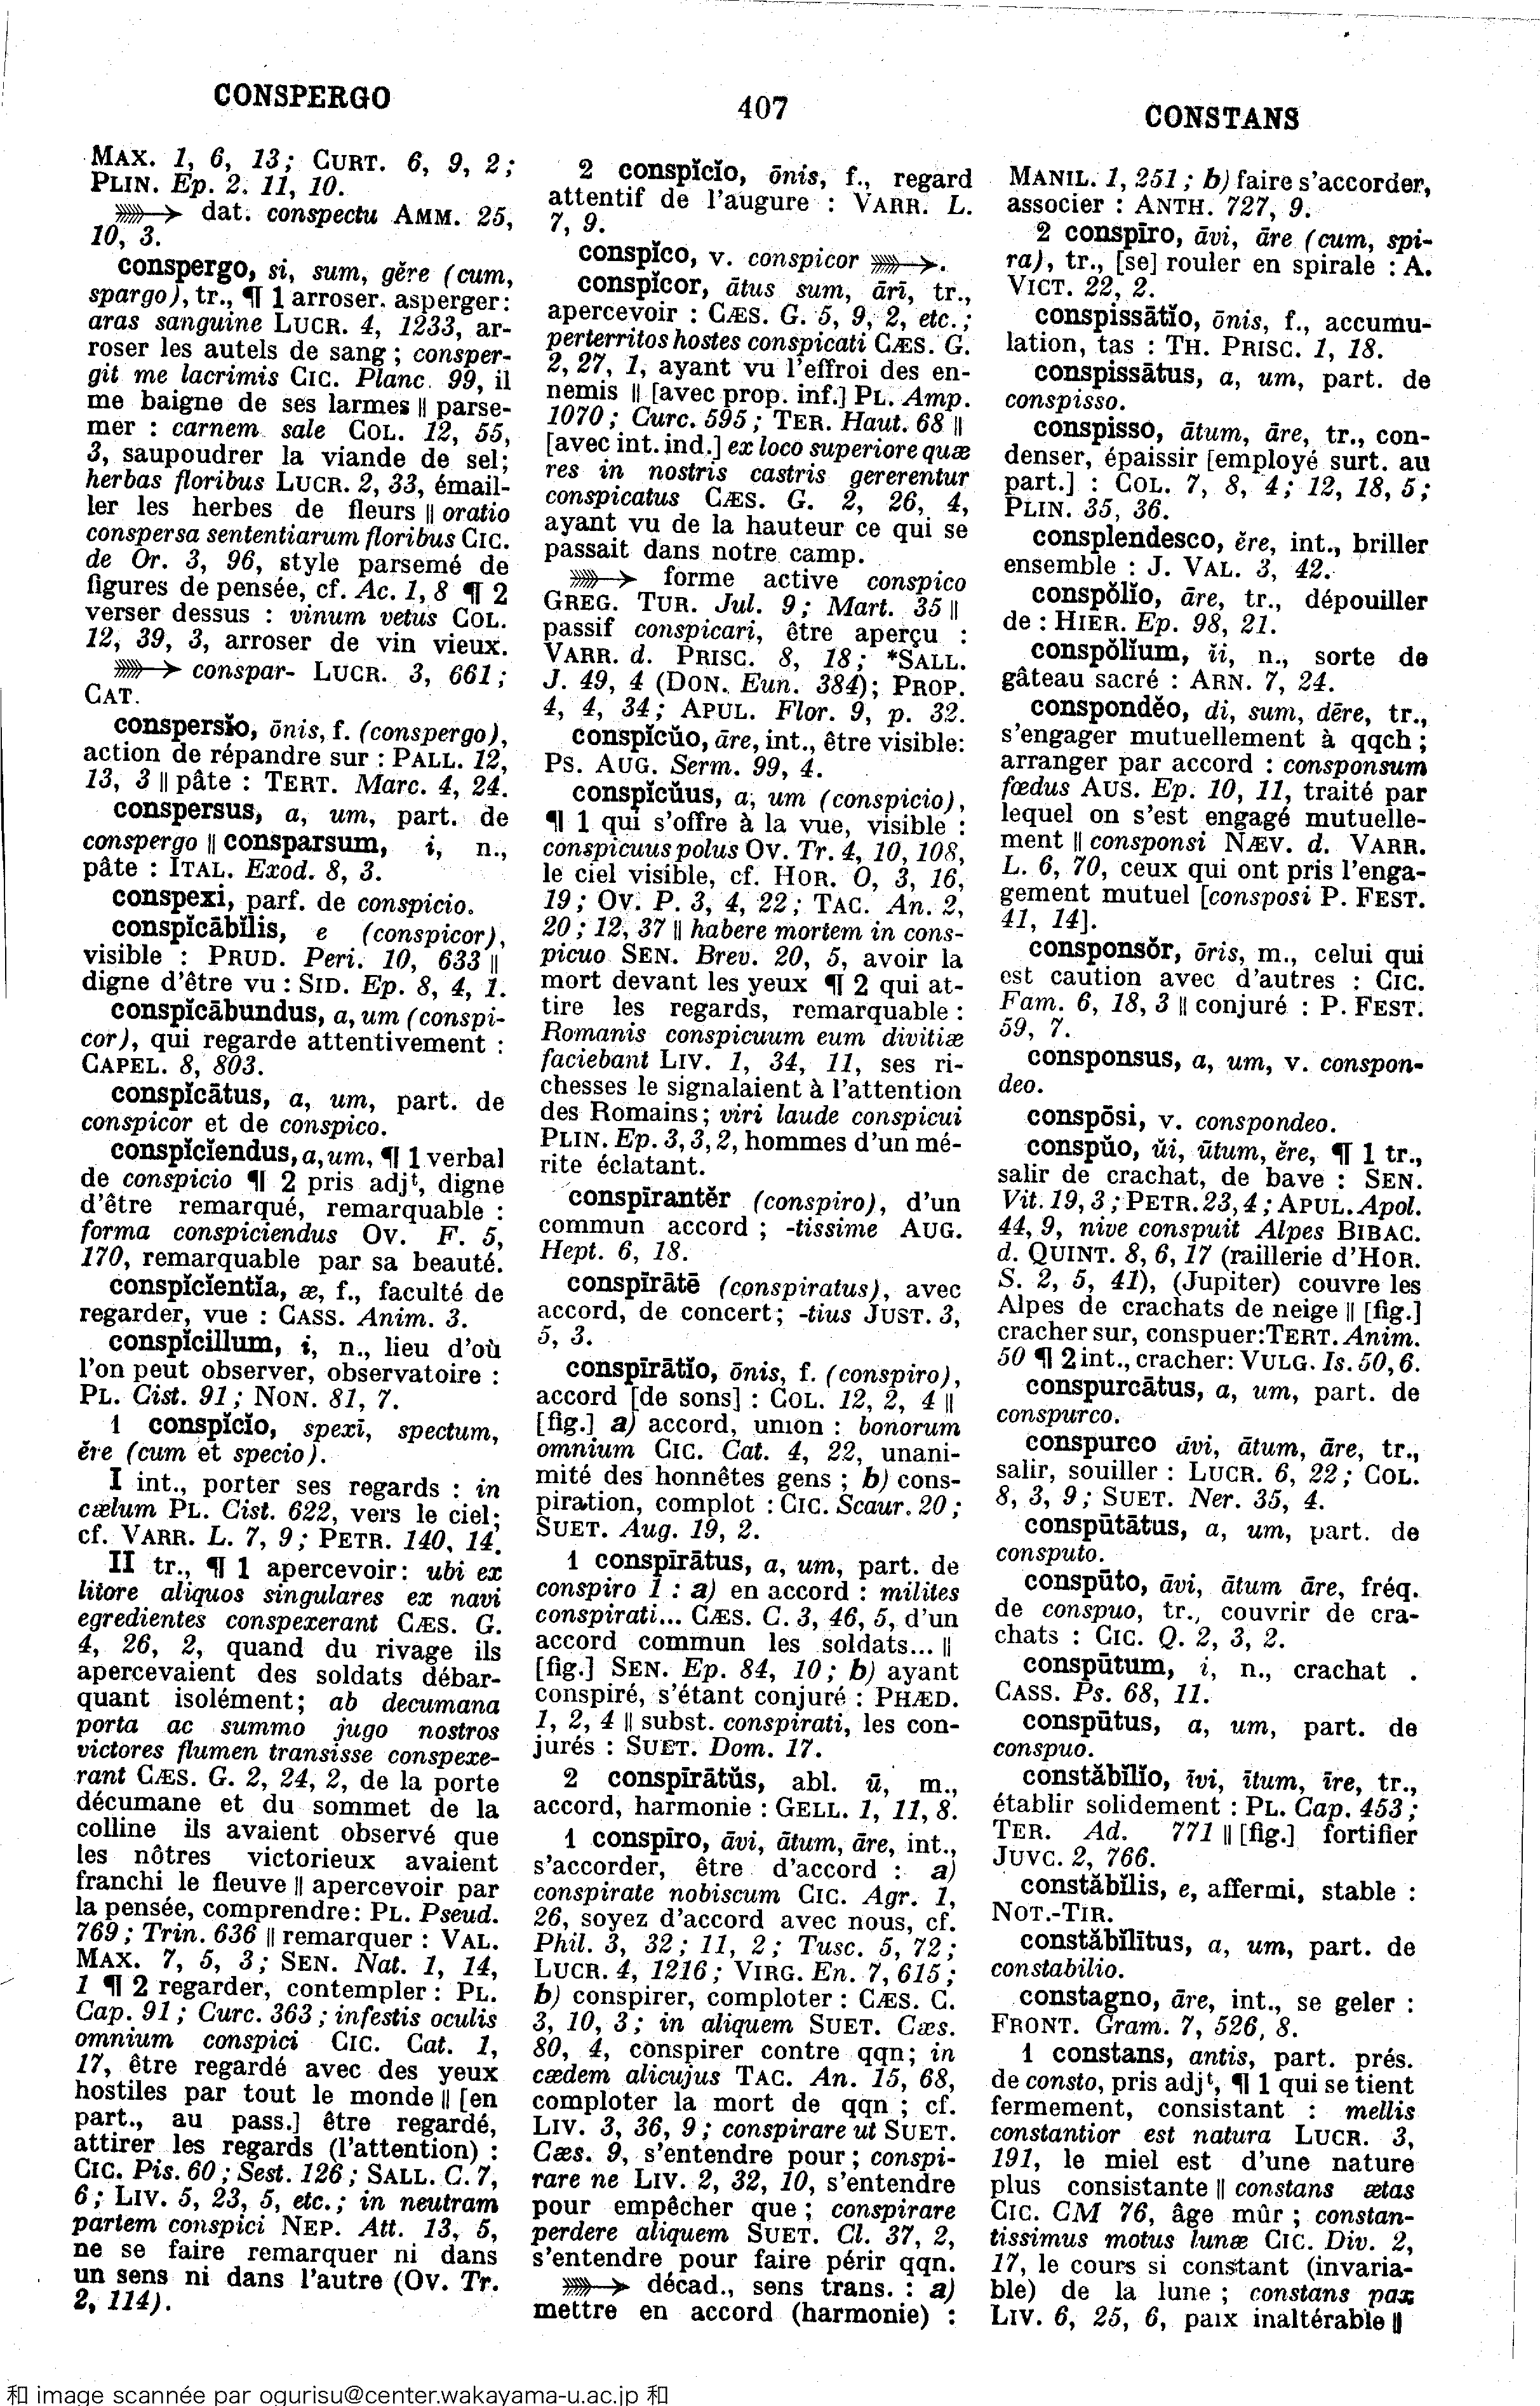 CONSPERGO
407
CONSTANS
MAX. 1, 6, 13; CURT. 6, 9, 2;
PLIN. Ep. 2. 11, 10.
⟫→ dat. conspectu AMM. 25,
10, 3.
conspergo, si, sum, gĕre (cum,
spargo), tr., ¶ 1 arroser. asperger:
aras sanguine LUCR. 4, 1233, ar-
roser les autels de sang; consper-
git me lacrimis CIC. Planc. 99, il
me baigne de ses larmes || parse-
mer : carnem sale COL. 12, 55,
3, saupoudrer la viande de sel;
herbas floribus LUCR. 2, 33, émail-
ler les herbes de fleurs || oratio
conspersa sententiarum floribus CIC.
de Or. 3, 96, style parsemé de
figures de pensée, cf. Ac. 1, 8 ¶ 2
verser dessus : vinum vetus COL.
12, 39, 3, arroser de vin vieux.
⟫→ conspar- LUCR. 3, 661;
CAT.
conspersĭo, ōnis, f. (conspergo),
action de répandre sur : PALL. 12,
13, 3 || pâte : TERT. Marc. 4, 24.
conspersus, a, um, part. de
conspergo || consparsum, i, n.,
pâte : ITAL. Exod. 8, 3.
conspexi, parf. de conspicio.
conspĭcābĭlis, e (conspicor),
visible : PRUD. Peri. 10, 633 ||
digne d'être vu : SID. Ep. 8, 4, 1.
conspĭcābundus, a, um (conspi-
cor), qui regarde attentivement :
CAPEL. 8, 803.
conspĭcātus, a, um, part. de
conspicor et de conspico.
conspĭcĭendus, a, um, ¶ 1 verbal
de conspicio ¶ 2 pris adjᵗ, digne
d'être remarqué, remarquable :
forma conspiciendus OV. F. 5,
170, remarquable par sa beauté.
conspĭcĭentĭa, æ, f., faculté de
regarder, vue : CASS. Anim. 3.
conspĭcillum, i, n., lieu d'où
l'on peut observer, observatoire :
PL. Cist. 91; NON. 81, 7.
1 conspĭcĭo, spexī, spectum,
ĕre (cum et specio).
I int., porter ses regards : in
cælum PL. Cist. 622, vers le ciel;
cf. VARR. L. 7, 9; PETR. 140, 14.
II tr., ¶ 1 apercevoir: ubi ex
litore aliquos singulares ex navi
egredientes conspexerant CÆS. G.
4, 26, 2, quand du rivage ils
apercevaient des soldats débar-
quant isolément; ab decumana
porta ac summo jugo nostros
victores flumen transisse conspexe-
rant CÆS. G. 2, 24, 2, de la porte
décumane et du sommet de la
colline ils avaient observé que
les nôtres victorieux avaient
franchi le fleuve || apercevoir par
la pensée, comprendre: PL. Pseud.
769; Trin. 636 || remarquer : VAL.
MAX. 7, 5, 3; SEN. Nat. 1, 14,
1 ¶ 2 regarder, contempler : PL.
Cap. 91; Curc. 363; infestis oculis
omnium conspici CIC. Cat. 1,
17, être regardé avec des yeux
hostiles par tout le monde || [en
part., au pass.] être regardé,
attirer les regards (l'attention) :
CIC. Pis. 60; Sest. 126; SALL. C. 7,
6; LIV. 5, 23, 5, etc.; in neutram
partem conspici NEP. Att. 13, 5,
ne se faire remarquer ni dans
un sens ni dans l'autre (OV. Tr.
2, 114).
2 conspĭcĭo, ōnis, f., regard
attentif de l'augure : VARR. L.
7, 9.
conspĭco, v. conspicor ⟫→.
conspĭcor, ātus sum, ārī, tr.,
apercevoir : CÆS. G. 5, 9, 2, etc.;
perterritos hostes conspicati CÆS. G.
2, 27, 1, ayant vu l'effroi des en-
nemis || [avec prop. inf.] PL. Amp.
1070; Curc. 595; TER. Haut. 68 ||
[avec int. ind.] ex loco superiore quæ
res in nostris castris gererentur
conspicatus CÆS. G. 2, 26, 4,
ayant vu de la hauteur ce qui se
passait dans notre camp.
⟫→ forme active conspico
GREG. TUR. Jul. 9; Mart. 35 ||
passif conspicari, être aperçu :
VARR. d. PRISC. 8, 18; *SALL.
J. 49, 4 (DON. Eun. 384); PROP.
4, 4, 34; APUL. Flor. 9, p. 32.
conspĭcŭo, āre, int., être visible:
PS. AUG. Serm. 99, 4.
conspĭcŭus, a, um (conspicio),
¶ 1 qui s'offre à la vue, visible :
conspicuus polus OV. Tr. 4, 10, 108,
le ciel visible, cf. HOR. O, 3, 16,
19; OV. P. 3, 4, 22; TAC. An. 2,
20; 12, 37 || habere mortem in cons-
picuo SEN. Brev. 20, 5, avoir la
mort devant les yeux ¶ 2 qui at-
tire les regards, remarquable :
Romanis conspicuum eum divitiæ
faciebant LIV. 1, 34, 11, ses ri-
chesses le signalaient à l'attention
des Romains; viri laude conspicui
PLIN. Ep. 3, 3, 2, hommes d'un mé-
rite éclatant.
conspīrantĕr (conspiro), d'un
commun accord ; -tissime AUG.
Hept. 6, 18.
conspīrātē (conspiratus), avec
accord, de concert; -tius JUST. 3,
5, 3.
conspīrātĭo, ōnis, f. (conspiro),
accord [de sons] : COL. 12, 2, 4 ||
[fig.] a) accord, union : bonorum
omnium CIC. Cat. 4, 22, unani-
mité des honnêtes gens ; b) cons-
piration, complot : CIC. Scaur. 20;
SUET. Aug. 19, 2.
1 conspīrātus, a, um, part. de
conspiro 1 : a) en accord : milites
conspirati... CÆS. C. 3, 46, 5, d'un
accord commun les soldats... ||
[fig.] SEN. Ep. 84, 10; b) ayant
conspiré, s'étant conjuré : PHÆD.
1, 2, 4 || subst. conspirati, les con-
jurés : SUET. Dom. 17.
2 conspīrātŭs, abl. ū, m.,
accord, harmonie : GELL. 1, 11, 8.
1 conspīro, āvi, ātum, āre, int.,
s'accorder, être d'accord : a)
conspirate nobiscum CIC. Agr. 1,
26, soyez d'accord avec nous, cf.
Phil. 3, 32; 11, 2; Tusc. 5, 72;
LUCR. 4, 1216; VIRG. En. 7, 615;
b) conspirer, comploter : CÆS. C.
3, 10, 3; in aliquem SUET. Cæs.
80, 4, conspirer contre qqn; in
cædem alicujus TAC. An. 15, 68,
comploter la mort de qqn ; cf.
LIV. 3, 36, 9; conspirare ut SUET.
Cæs. 9, s'entendre pour; conspi-
rare ne LIV. 2, 32, 10, s'entendre
pour empêcher que ; conspirare
perdere aliquem SUET. Cl. 37, 2,
s'entendre pour faire périr qqn.
⟫→ décad., sens trans. : a)
mettre en accord (harmonie) :
MANIL. 1, 251; b) faire s'accorder,
associer : ANTH. 727, 9.
2 conspīro, āvi, āre (cum, spi-
ra), tr., [se] rouler en spirale : A.
VICT. 22, 2.
conspissātĭo, ōnis, f., accumu-
lation, tas : TH. PRISC. 1, 18.
conspissātus, a, um, part. de
conspisso.
conspisso, ātum, āre, tr., con-
denser, épaissir [employé surt. au
part.] : COL. 7, 8, 4; 12, 18, 5;
PLIN. 35, 36.
consplendesco, ĕre, int., briller
ensemble : J. VAL. 3, 42.
conspŏlĭo, āre, tr., dépouiller
de : HIER. Ep. 98, 21.
conspŏlĭum, ĭi, n., sorte de
gâteau sacré : ARN. 7, 24.
conspondĕo, di, sum, dēre, tr.,
s'engager mutuellement à qqch ;
arranger par accord : consponsum
fœdus AUS. Ep. 10, 11, traité par
lequel on s'est engagé mutuelle-
ment || consponsi NÆV. d. VARR.
L. 6, 70, ceux qui ont pris l'enga-
gement mutuel [consposi P. FEST.
41, 14].
consponsŏr, ōris, m., celui qui
est caution avec d'autres : CIC.
Fam. 6, 18, 3 || conjuré : P. FEST.
59, 7.
consponsus, a, um, v. conspon-
deo.
conspōsi, v. conspondeo.
conspŭo, ŭi, ūtum, ĕre, ¶ 1 tr.,
salir de crachat, de bave : SEN.
Vit. 19, 3; PETR. 23, 4; APUL. Apol.
44, 9, nive conspuit Alpes BIBAC.
d. QUINT. 8, 6, 17 (raillerie d'HOR.
S. 2, 5, 41), (Jupiter) couvre les
Alpes de crachats de neige || [fig.]
cracher sur, conspuer: TERT. Anim.
50 ¶ 2 int., cracher: VULG. Is. 50, 6.
conspurcātus, a, um, part. de
conspurco.
conspurco āvi, ātum, āre, tr.,
salir, souiller : LUCR. 6, 22; COL.
8, 3, 9; SUET. Ner. 35, 4.
conspūtātus, a, um, part. de
consputo.
conspūto, āvi, ātum āre, fréq.
de conspuo, tr., couvrir de cra-
chats : CIC. Q. 2, 3, 2.
conspūtum, i, n., crachat .
CASS. Ps. 68, 11.
conspūtus, a, um, part. de
conspuo.
constăbĭlĭo, īvi, ītum, īre, tr.,
établir solidement : PL. Cap. 453;
TER. Ad. 771 || [fig.] fortifier
JUVC. 2, 766.
constăbĭlis, e, affermi, stable :
NOT.-TIR.
constăbĭlītus, a, um, part. de
constabilio.
constagno, āre, int., se geler :
FRONT. Gram. 7, 526, 8.
1 constans, antis, part. prés.
de consto, pris adjᵗ, ¶ 1 qui se tient
fermement, consistant : mellis
constantior est natura LUCR. 3,
191, le miel est d'une nature
plus consistante || constans ætas
CIC. CM 76, âge mûr ; constan-
tissimus motus lunæ CIC. Div. 2,
17, le cours si constant (invaria-
ble) de la lune ; constans pax
LIV. 6, 25, 6, paix inaltérable ||
和 image scannée par ogurisu@center.wakayama-u.ac.jp 和